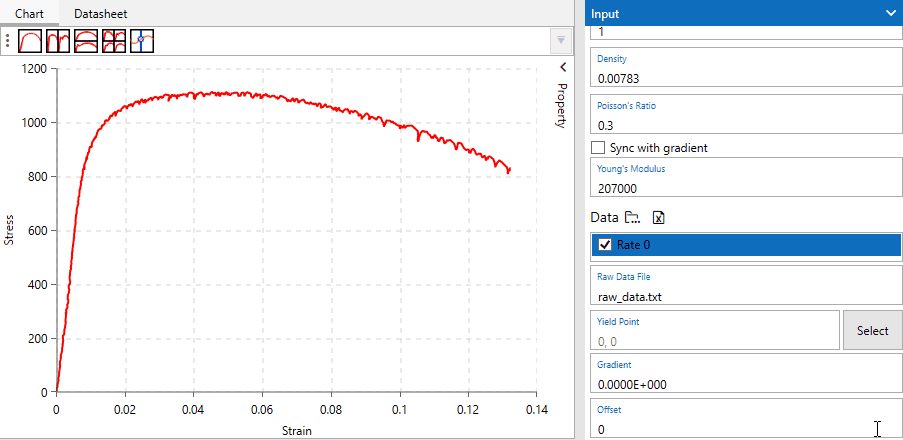 Chart
Datasheet
1200
1000
800
600
400
200
0
Stress
0
0.02
0.04
0.06
0.08
0.1
0.12
0.14
Strain
Property
Input
1
Density
0.00783
Poisson's Ratio
0.3
Sync with gradient
Young's Modulus
207000
Data
Rate 0
Raw Data File
raw_data.txt
Yield Point
0, 0
Select
Gradient
0.0000E+000
Offset
0